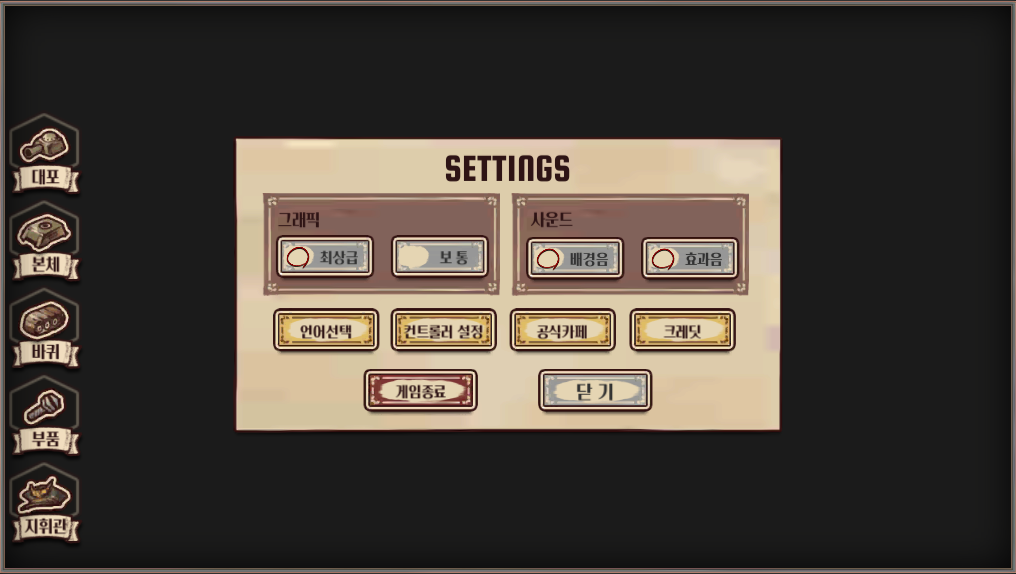 SETTINGS
그래픽
사운드
최상급
보통
배경음
효과음
언어선택
컨트롤러 설정
공식카페
크레딧
게임종료
닫기
대포
본체
바퀴
부품
지휘관